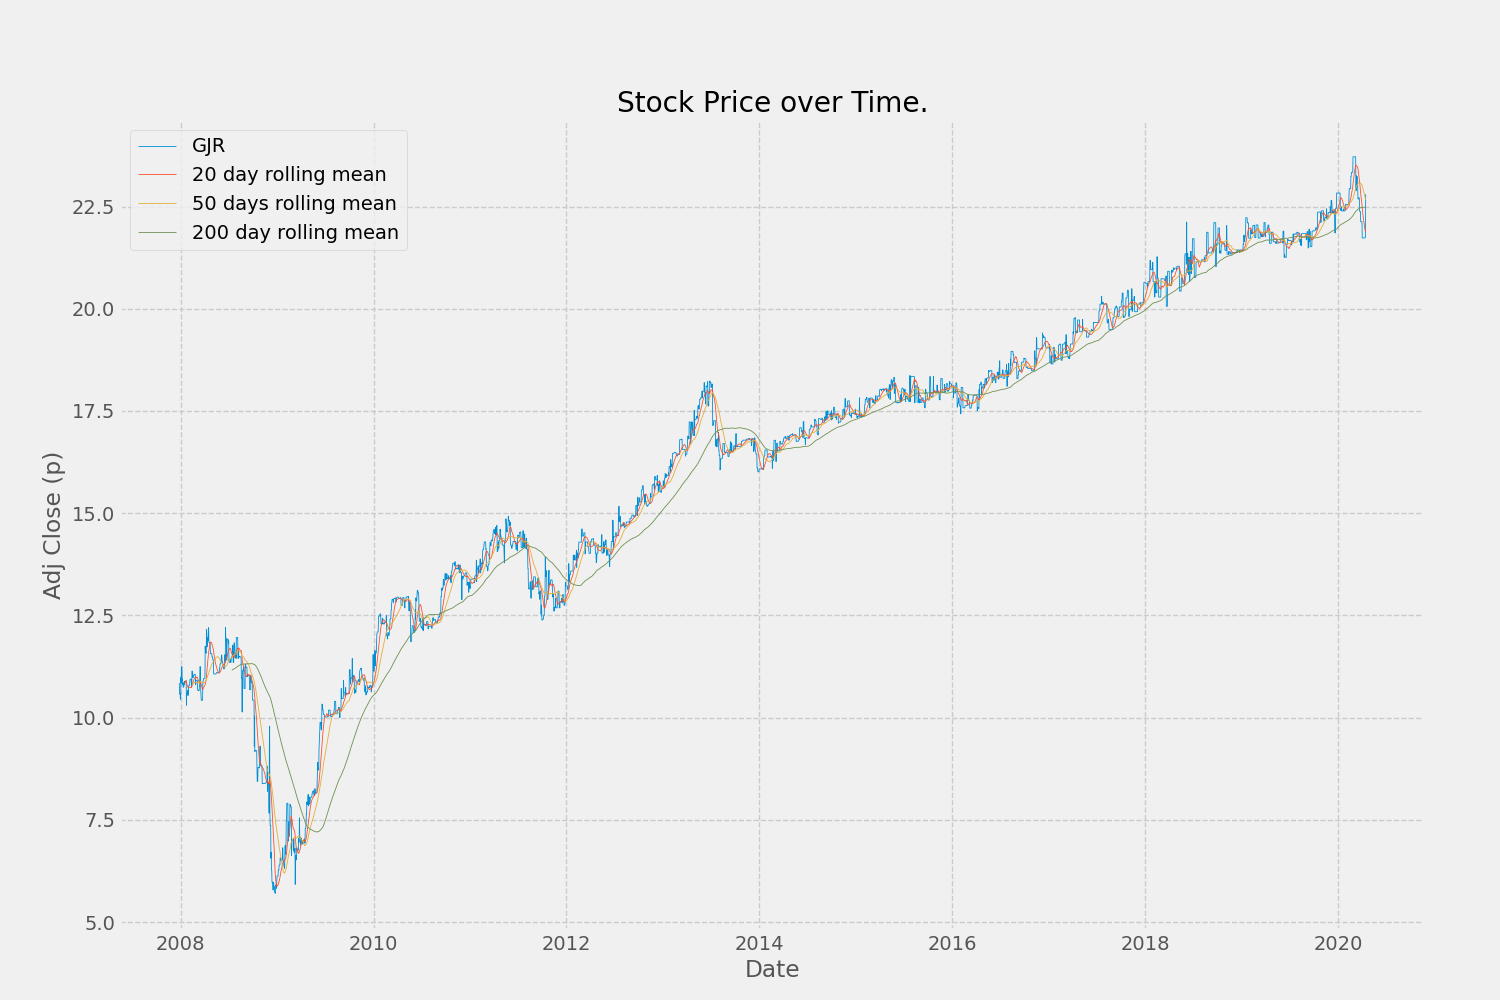 Stock Price over Time.
GJR
20 day rolling mean
50 days rolling mean
200 day rolling mean
22.5
20.0
17.5
15.0
12.5
10.0
7.5
5.0
Adj Close (p)
2008 2010 2012 2014 2016 2018 2020
Date